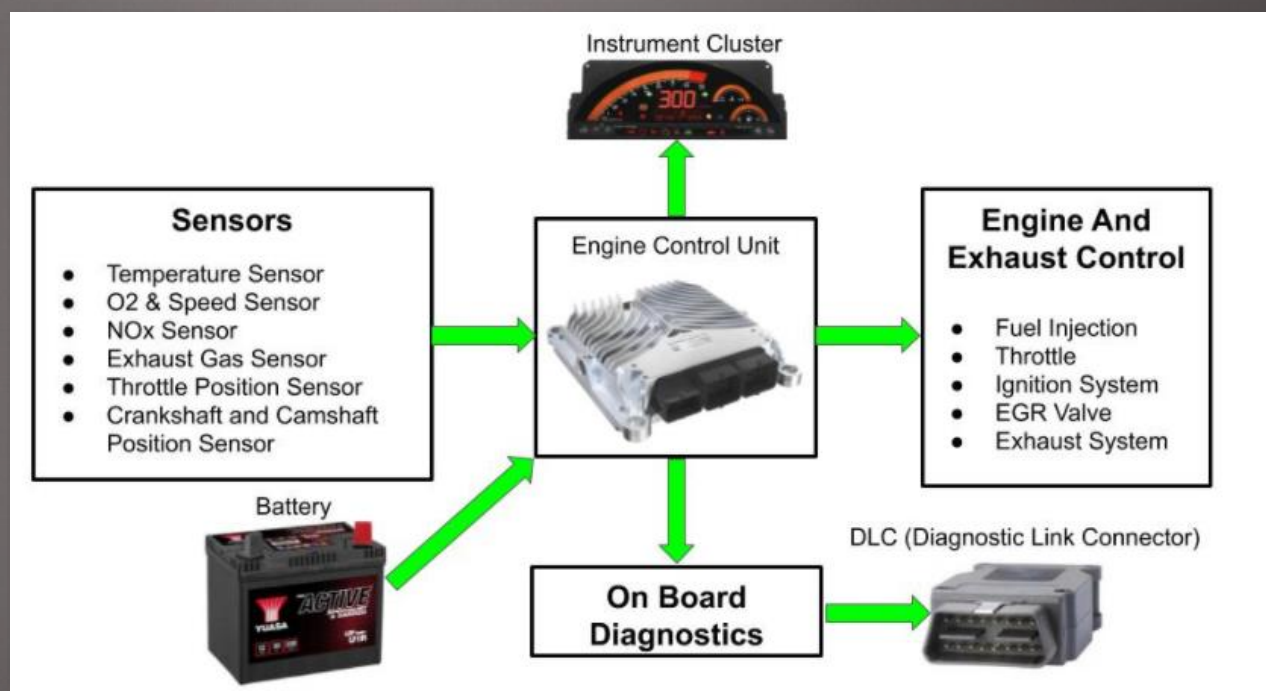 Instrument Cluster
300
Sensors
Temperature Sensor
O2 & Speed Sensor
NOx Sensor
Exhaust Gas Sensor
Throttle Position Sensor
Crankshaft and Camshaft
Position Sensor
Engine Control Unit
Engine And
Exhaust Control
Fuel Injection
Throttle
Ignition System
EGR Valve
Exhaust System
Battery
ACTIVE
YUASA
On Board
Diagnostics
DLC (Diagnostic Link Connector)